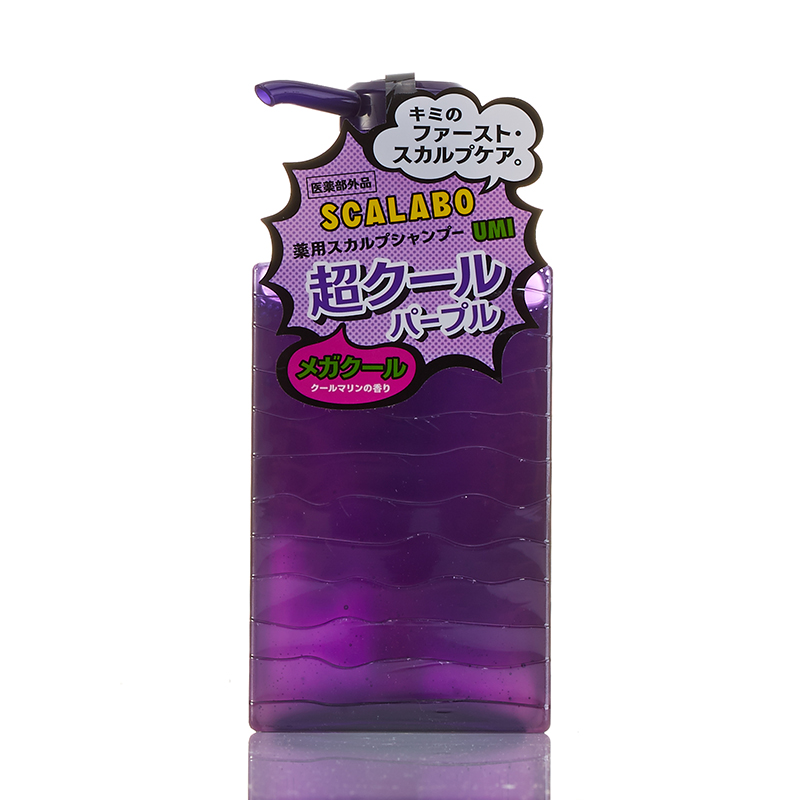 キミの
ファースト・
スカルプケア。
医薬部外品
SCALABO
薬用スカルプシャンプー UMI
超クール
パープル
メガクール
クールマリンの香り